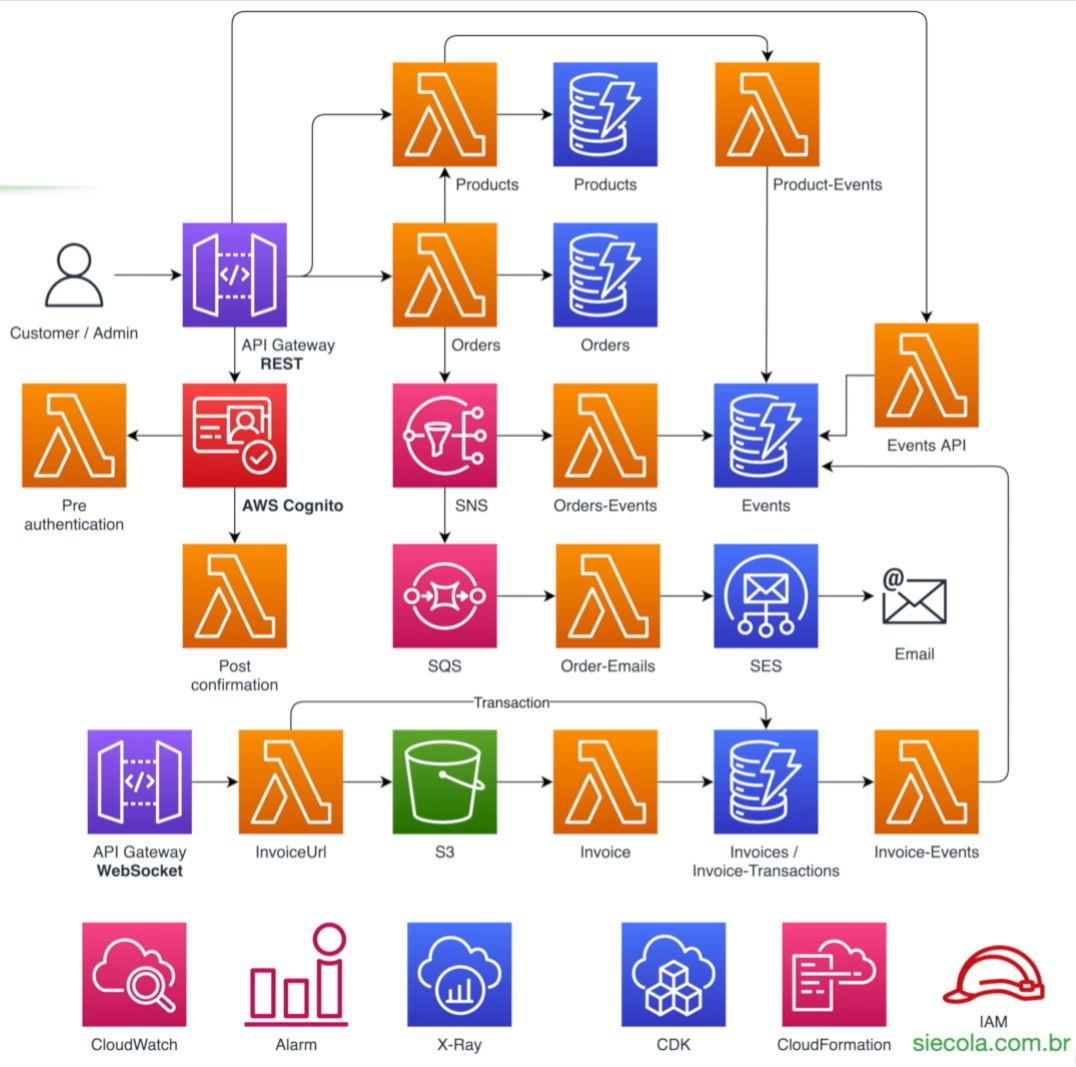 Products
Products
Product-Events
Customer / Admin
API Gateway
REST
Orders
Orders
Events API
Pre
authentication
AWS Cognito
SNS
Orders-Events
Events
@
Post
confirmation
SQS
Order-Emails
SES
Email
Transaction
API Gateway
WebSocket
InvoiceUrl
S3
Invoice
Invoices /
Invoice-Transactions
Invoice-Events
CloudWatch
Alarm
X-Ray
CDK
CloudFormation
IAM
siecola.com.br